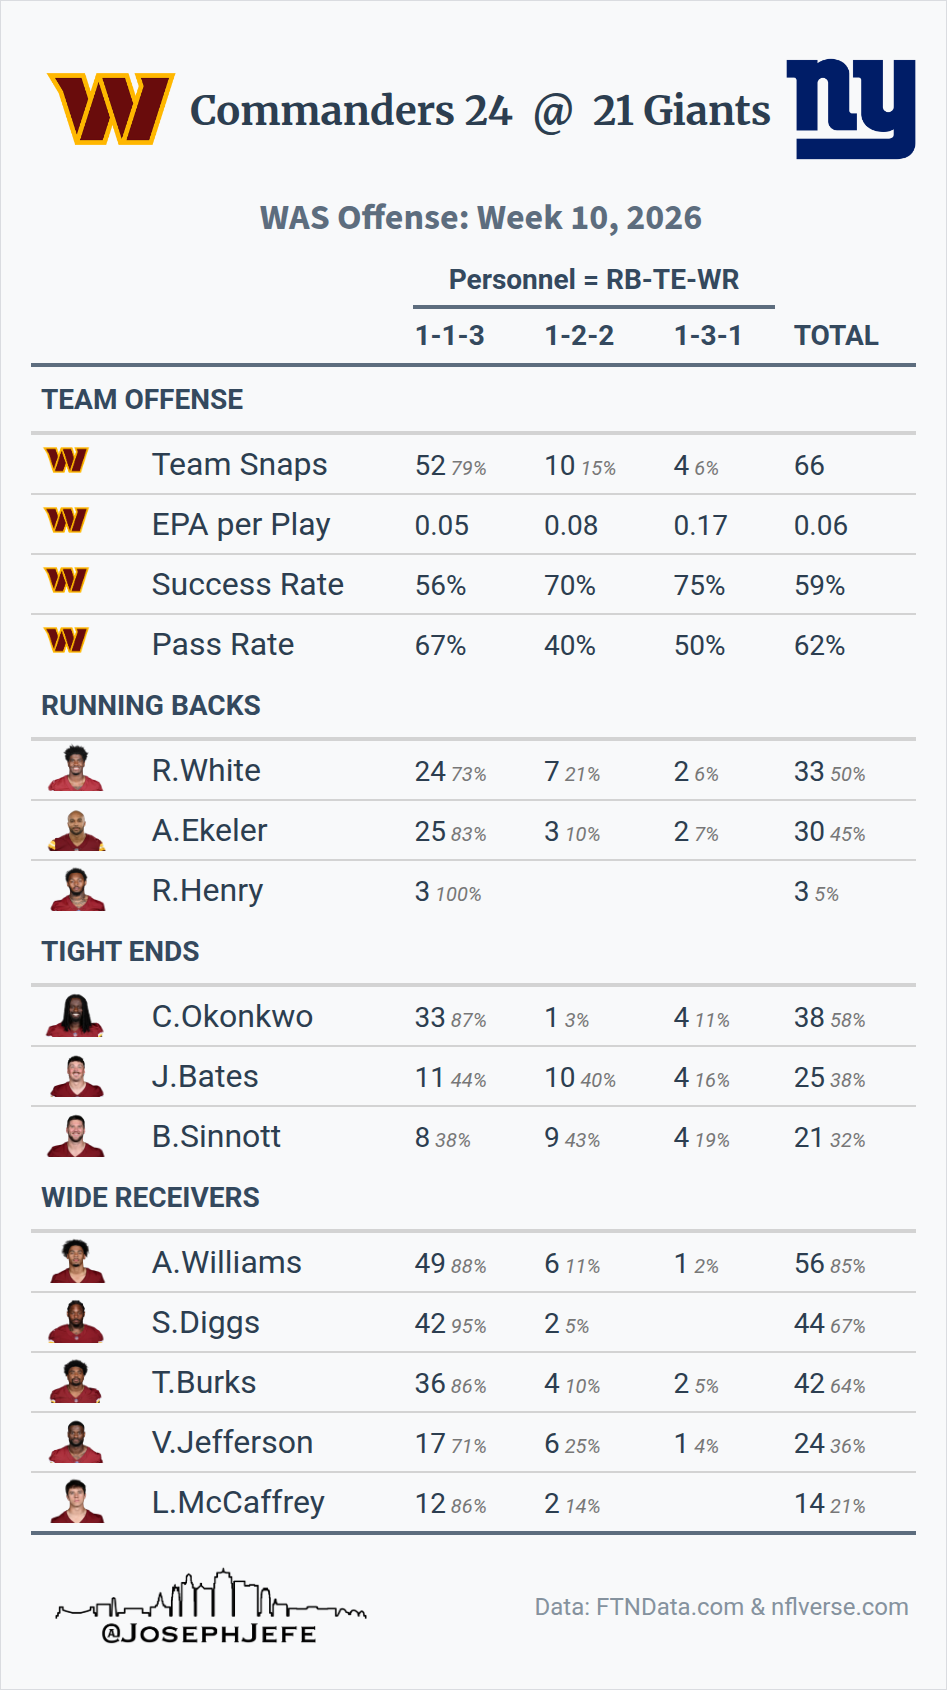 Commanders 24 @ 21 Giants
ny
WAS Offense: Week 10, 2026
Personnel = RB-TE-WR
1-1-3 1-2-2 1-3-1 TOTAL
TEAM OFFENSE
Team Snaps 52 79% 10 15% 4 6% 66
EPA per Play 0.05 0.08 0.17 0.06
Success Rate 56% 70% 75% 59%
Pass Rate 67% 40% 50% 62%
RUNNING BACKS
R.White 24 73% 7 21% 2 6% 33 50%
A.Ekeler 25 83% 3 10% 2 7% 30 45%
R.Henry 3 100% 3 5%
TIGHT ENDS
C.Okonkwo 33 87% 1 3% 4 11% 38 58%
J.Bates 11 44% 10 40% 4 16% 25 38%
B.Sinnott 8 38% 9 43% 4 19% 21 32%
WIDE RECEIVERS
A.Williams 49 88% 6 11% 1 2% 56 85%
S.Diggs 42 95% 2 5% 44 67%
T.Burks 36 86% 4 10% 2 5% 42 64%
V.Jefferson 17 71% 6 25% 1 4% 24 36%
L.McCaffrey 12 86% 2 14% 14 21%
@JosephJefe
Data: FTNData.com & nflverse.com